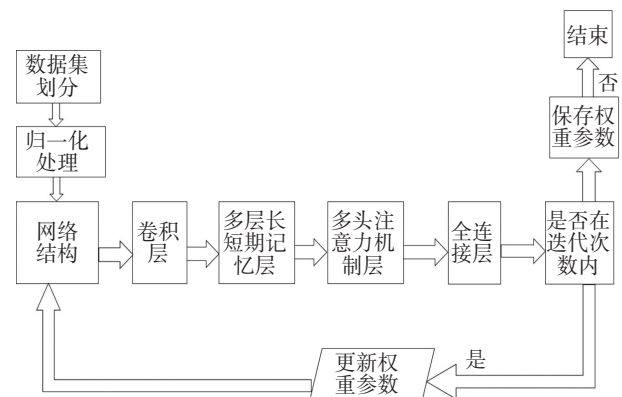 结束
数据集
划分
否
保存权
重参数
归一化
处理
网络
结构
卷积
层
多层长
短期记
忆层
多头注
意力机
制层
全连
接层
是否在
迭代次
数内
是
更新权
重参数